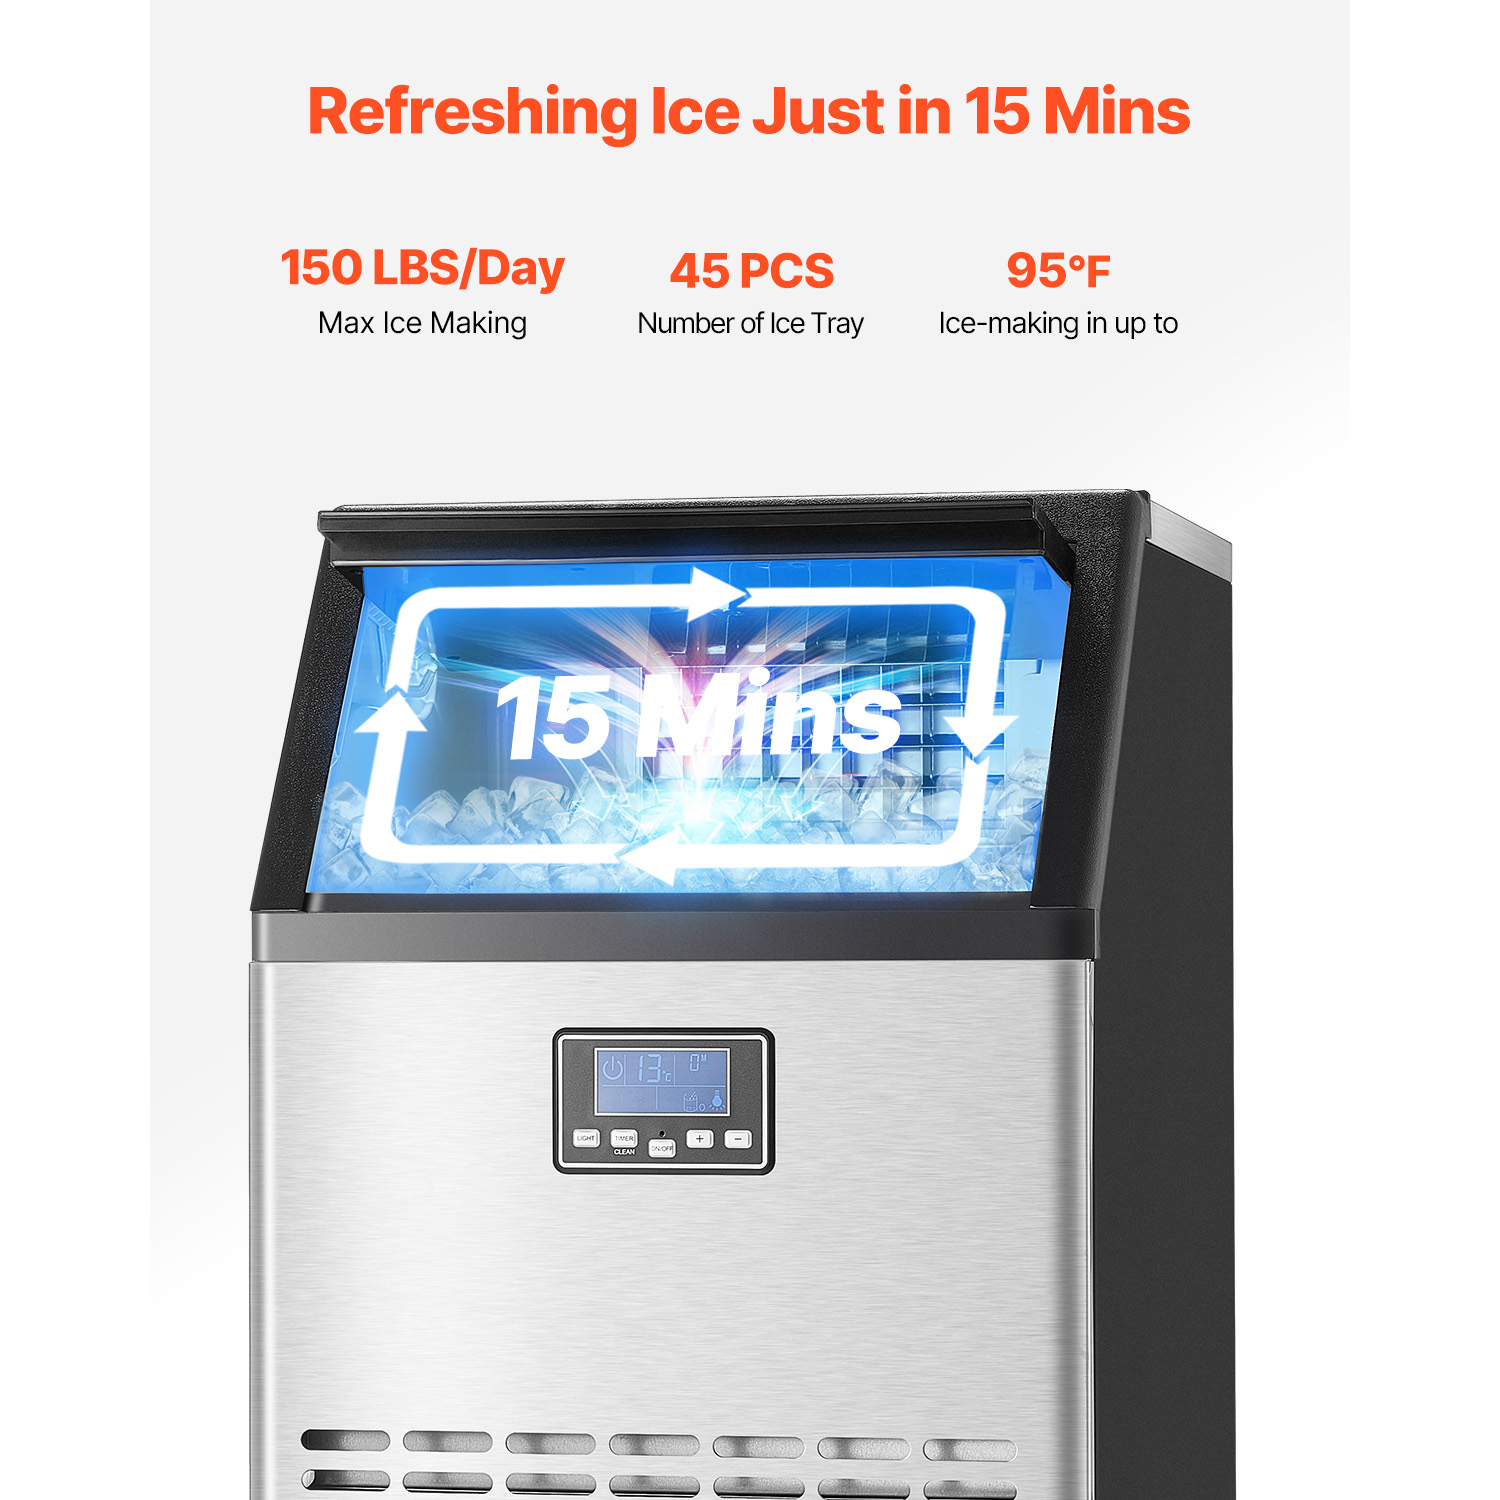 Refreshing Ice Just in 15 Mins
150 LBS/Day
45 PCS
95°F
Max Ice Making
Number of Ice Tray
Ice-making in up to
15 Mins
13°C
0M
0
LIGHT
TIMER
ON/OFF
+
−
CLEAN